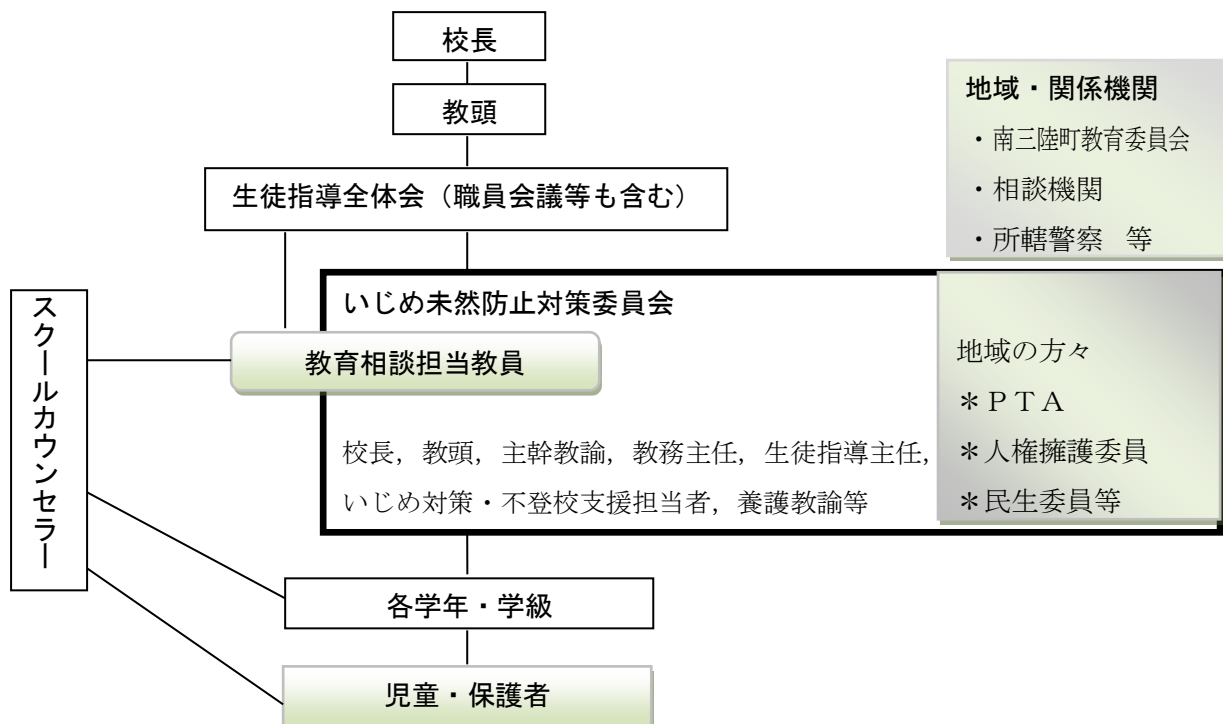 校長
教頭
生徒指導全体会（職員会議等も含む）
地域・関係機関
・南三陸町教育委員会
・相談機関
・所轄警察　等
スクールカウンセラー
いじめ未然防止対策委員会
教育相談担当教員
校長，教頭，主幹教諭，教務主任，生徒指導主任，
いじめ対策・不登校支援担当者，養護教諭等
地域の方々
＊ＰＴＡ
＊人権擁護委員
＊民生委員等
各学年・学級
児童・保護者